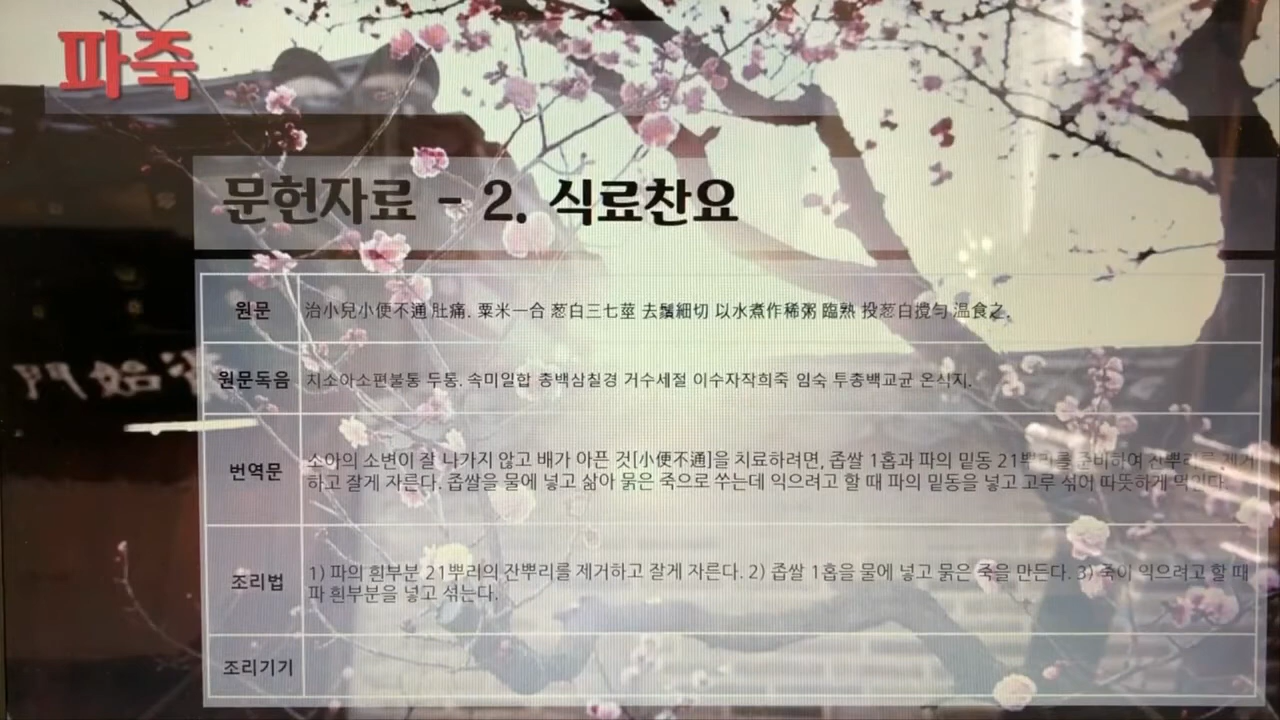 파죽
문헌자료 - 2. 식료찬요
원문
治小兒小便不通 肚痛. 粟米一合 葱白三七莖 去鬚細切 以水煮作稀粥 臨熟 投葱白攪勻 温食之.
원문독음
치소아소편불통 두통. 속미일합 총백삼칠경 거수세절 이수자작희죽 임숙 투총백교균 온식지.
번역문
소아의 소변이 잘 나가지 않고 배가 아픈 것[小便不通]을 치료하려면, 좁쌀 1홉과 파의 밑동 21뿌리를 준비하여 잔뿌리를 제거
하고 잘게 자른다. 좁쌀을 물에 넣고 삶아 묽은 죽으로 쑤는데 익으려고 할 때 파의 밑동을 넣고 고루 섞어 따뜻하게 먹인다.
조리법
1) 파의 흰부분 21뿌리의 잔뿌리를 제거하고 잘게 자른다. 2) 좁쌀 1홉을 물에 넣고 묽은 죽을 만든다. 3) 죽이 익으려고 할 때
파 흰부분을 넣고 섞는다.
조리기기